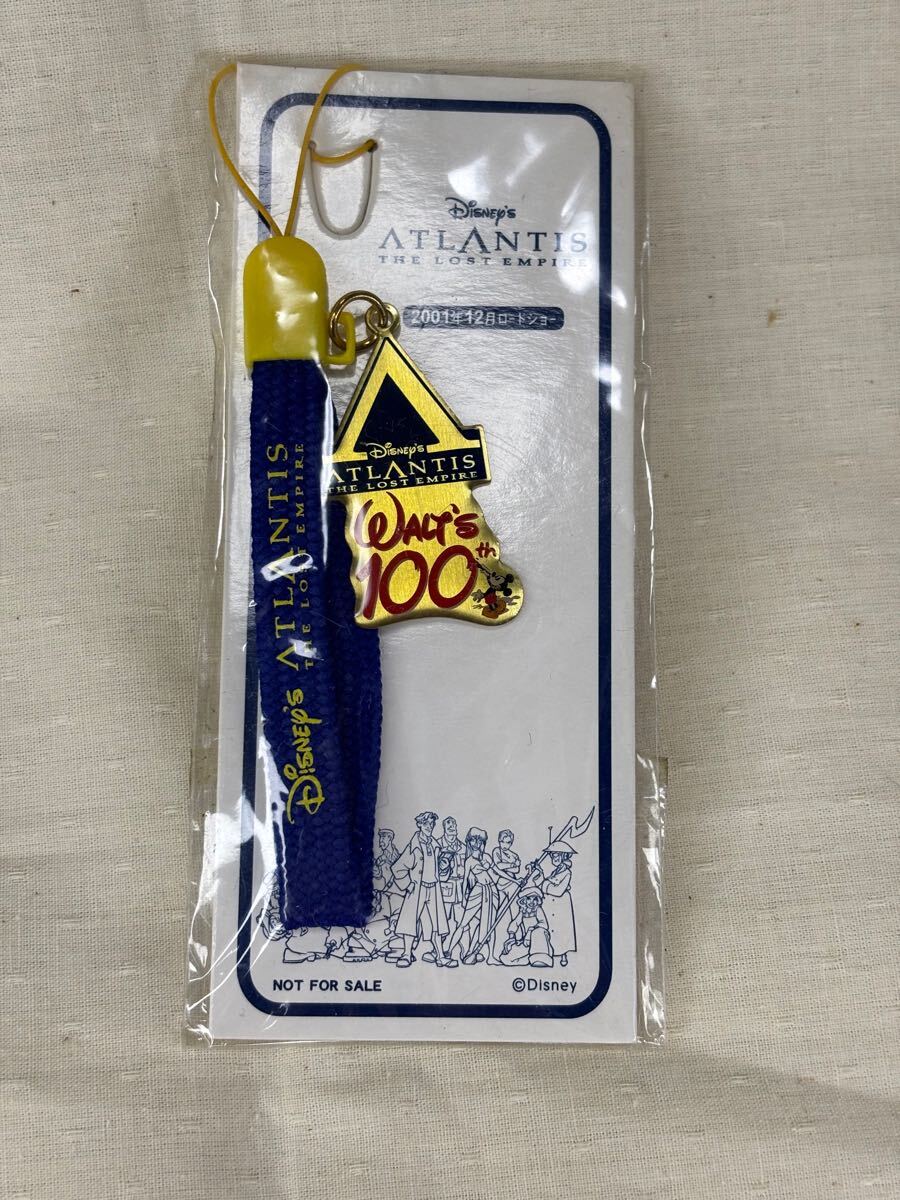 Disney's
ATLANTIS
THE LOST EMPIRE
2001年12月ロードショー
Disney's
ATLANTIS
THE LOST EMPIRE
WALT'S
100th
Disney's ATLANTIS
THE LOST EMPIRE
NOT FOR SALE
©Disney